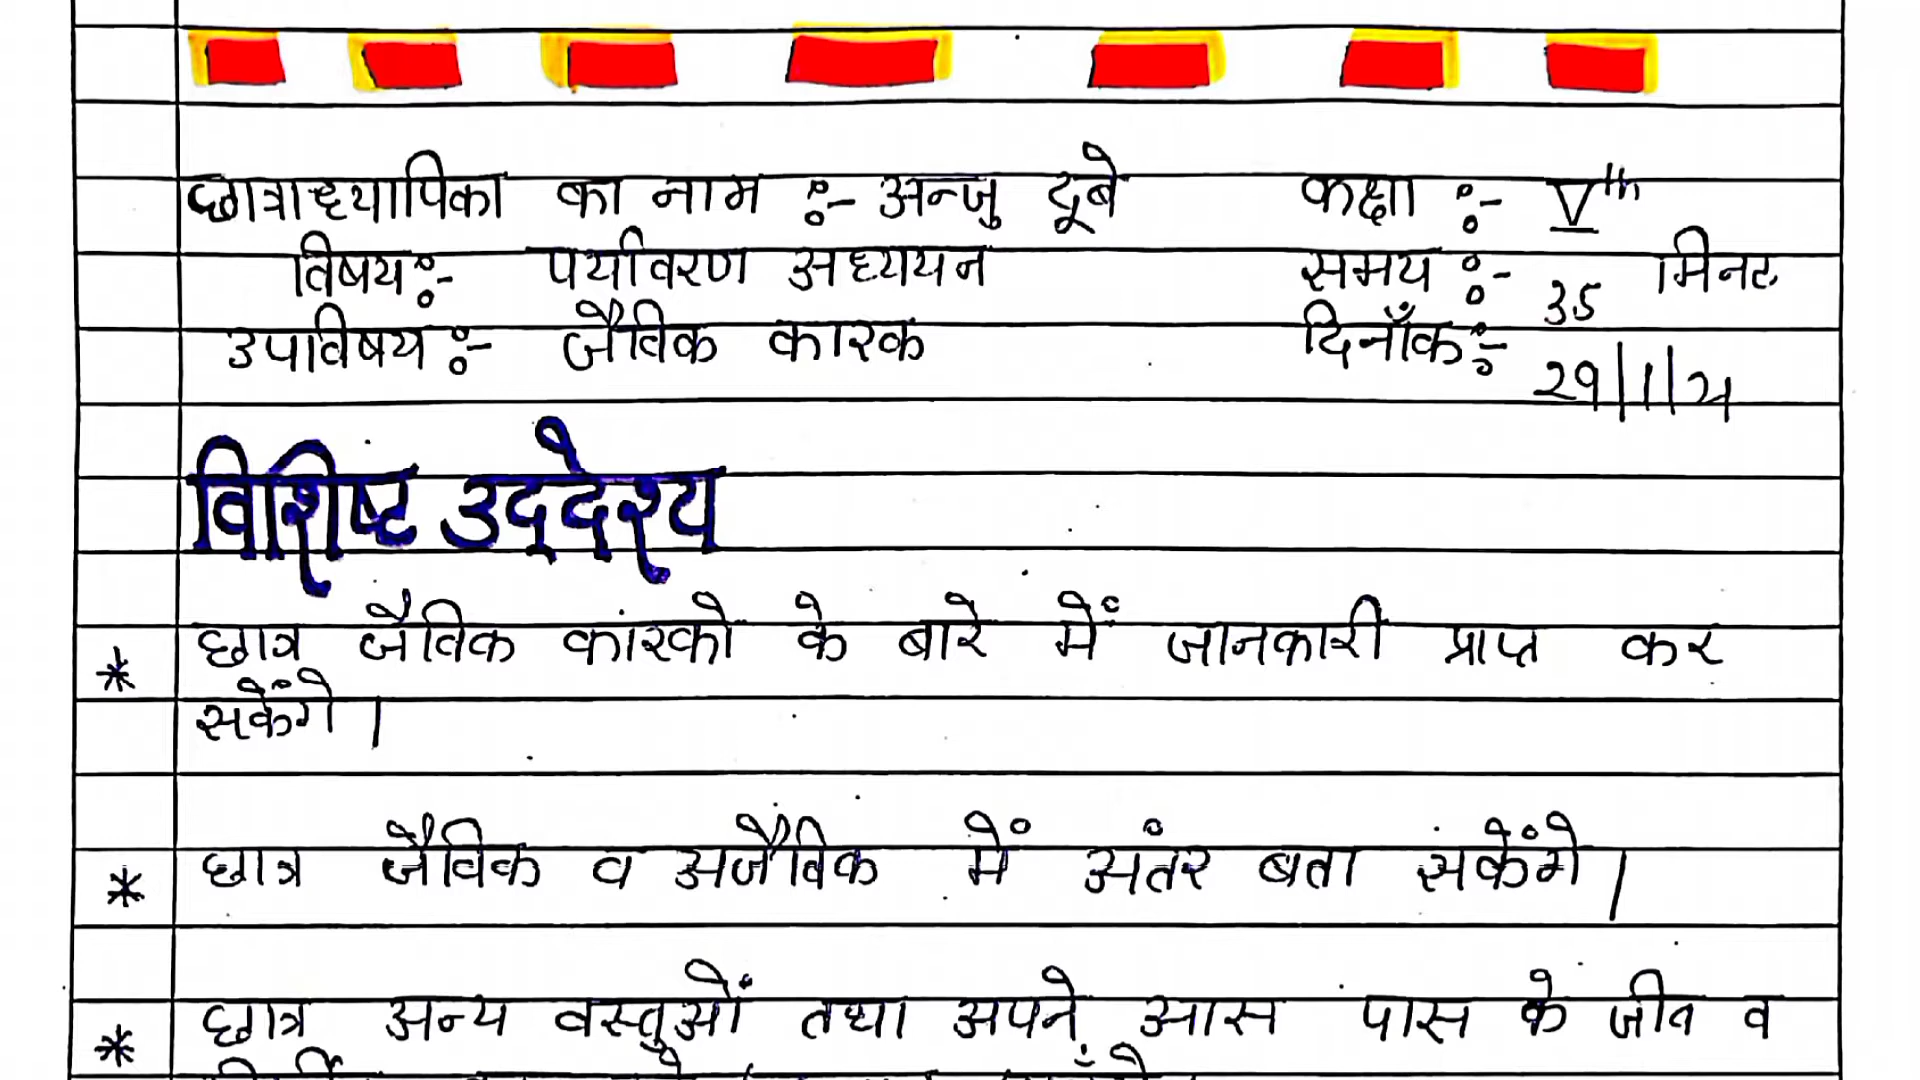 छात्राध्यापिका का नाम :- अन्जु दूबे कक्षा :- Vth
विषय:- पर्यावरण अध्ययन समय :- 35 मिनट
उपविषय :- जैविक कारक दिनाँक:- 29/1/21
विशिष्ट उद्देश्य
* छात्र जैविक कारको के बारे में जानकारी प्राप्त कर
सकेंगे ।
* छात्र जैविक व अजैविक में अंतर बता सकेंगे ।
* छात्र अन्य वस्तुओं तथा अपने आस पास के जीव व